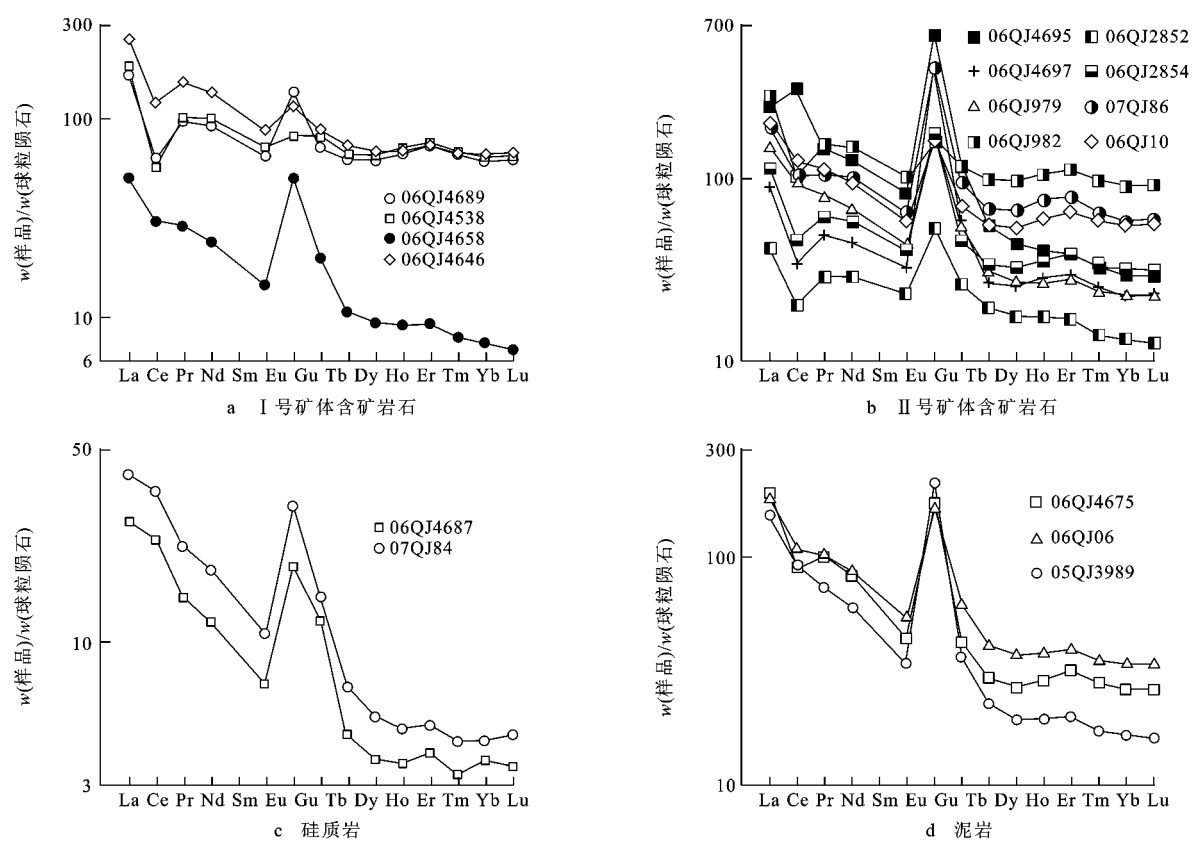 300
100
10
6
w(样品)/w(球粒陨石)
06QJ4689
06QJ4538
06QJ4658
06QJ4646
La Ce Pr Nd Sm Eu Gu Tb Dy Ho Er Tm Yb Lu
a Ⅰ号矿体含矿岩石
700
100
10
w(样品)/w(球粒陨石)
06QJ4695 06QJ2852
06QJ4697 06QJ2854
06QJ979 07QJ86
06QJ982 06QJ10
La Ce Pr Nd Sm Eu Gu Tb Dy Ho Er Tm Yb Lu
b Ⅱ号矿体含矿岩石
50
10
3
w(样品)/w(球粒陨石)
06QJ4687
07QJ84
La Ce Pr Nd Sm Eu Gu Tb Dy Ho Er Tm Yb Lu
c 硅质岩
300
100
10
w(样品)/w(球粒陨石)
06QJ4675
06QJ06
05QJ3989
La Ce Pr Nd Sm Eu Gu Tb Dy Ho Er Tm Yb Lu
d 泥岩